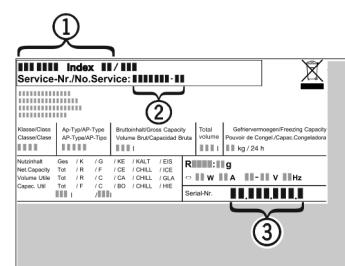 1
Index /
Service-Nr./No.Service: -
2
Klasse/Class Ap-Typ/AP-Type Bruttoinhalt/Gross Capacity Total Gefriervermoegen/Freezing Capacity
Classe/Clase AP-Type/AP-Tipo Volume Brut/Capacidad Bruta volume Pouvoir de Congel./Capac.Congeladora
l l kg / 24 h
Nutzinhalt Ges / K / G / KE / KALT / EIS
Net.Capacity Tot / R / F / CE / CHILL / ICE
Volume Utile Tot / R / C / CA / CHILL / GLA
Capac. Util Tot / F / C / BO / CHILL / HIE
l / l
R : g
~ W A - V Hz
Serial-Nr. . . .
3